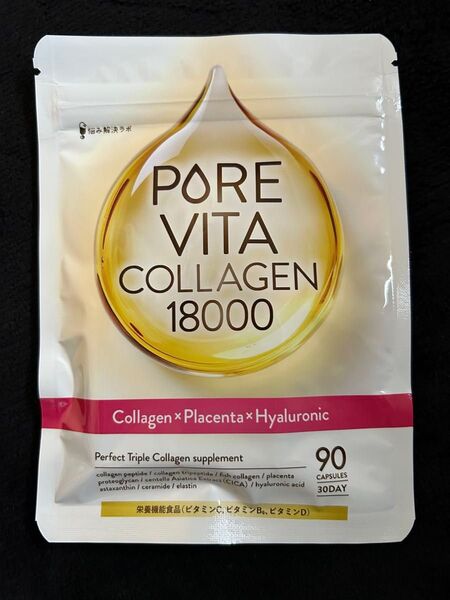 悩み解決ラボ
PORE
VITA
COLLAGEN
18000
Collagen×Placenta×Hyaluronic
Perfect Triple Collagen supplement
collagen peptide / collagen tripeptide / fish collagen / placenta
proteoglycan / centella Asiatica Extract (CICA) / hyaluronic acid
astaxanthin / ceramide / elastin
90
CAPSULES
30DAY
栄養機能食品(ビタミンC、ビタミンB₆、ビタミンD)